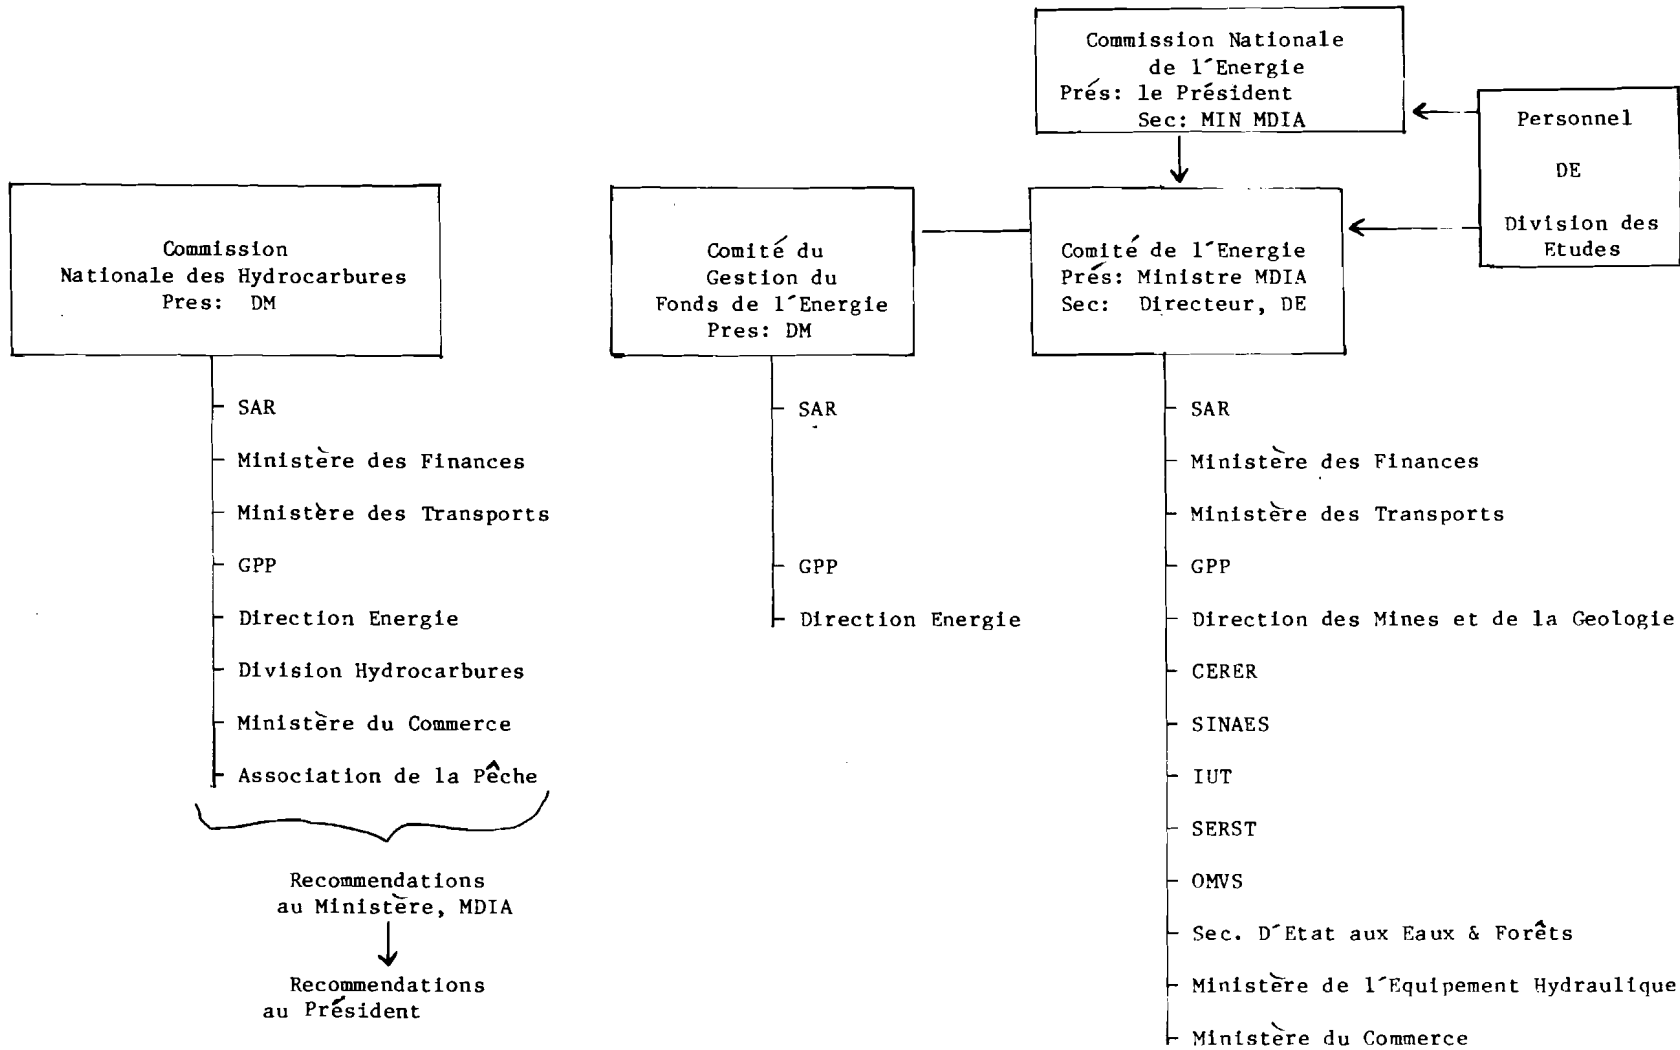 Commission Nationale
de l'Energie
Prés: le Président
Sec: MIN MDIA
Personnel
DE
Division des
Etudes
Commission
Nationale des Hydrocarbures
Pres: DM
Comité du
Gestion du
Fonds de l'Energie
Pres: DM
Comité de l'Energie
Prés: Ministre MDIA
Sec: Directeur, DE
SAR
Ministère des Finances
Ministère des Transports
GPP
Direction Energie
Division Hydrocarbures
Ministère du Commerce
Association de la Pêche
Recommendations
au Ministère, MDIA
Recommendations
au Président
SAR
GPP
Direction Energie
SAR
Ministère des Finances
Ministère des Transports
GPP
Direction des Mines et de la Geologie
CERER
SINAES
IUT
SERST
OMVS
Sec. D'Etat aux Eaux & Forêts
Ministère de l'Equipement Hydraulique
Ministère du Commerce